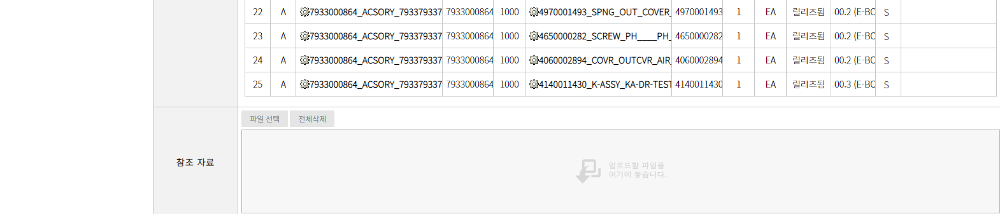 22 A 7933000864_ACSORY_793379337 7933000864 1000 4970001493_SPNG_OUT_COVER_ 4970001493 1 EA 릴리즈됨 00.2 (E-BO S
23 A 7933000864_ACSORY_793379337 7933000864 1000 4650000282_SCREW_PH____PH_ 4650000282 1 EA 릴리즈됨 00.2 (E-BO S
24 A 7933000864_ACSORY_793379337 7933000864 1000 4060002894_COVR_OUTCVR_AIR_ 4060002894 1 EA 릴리즈됨 00.2 (E-BO S
25 A 7933000864_ACSORY_793379337 7933000864 1000 4140011430_K-ASSY_KA-DR-TEST 4140011430 1 EA 릴리즈됨 00.3 (E-BO S
파일 선택 전체삭제
참조 자료
업로드할 파일을
여기에 놓습니다.